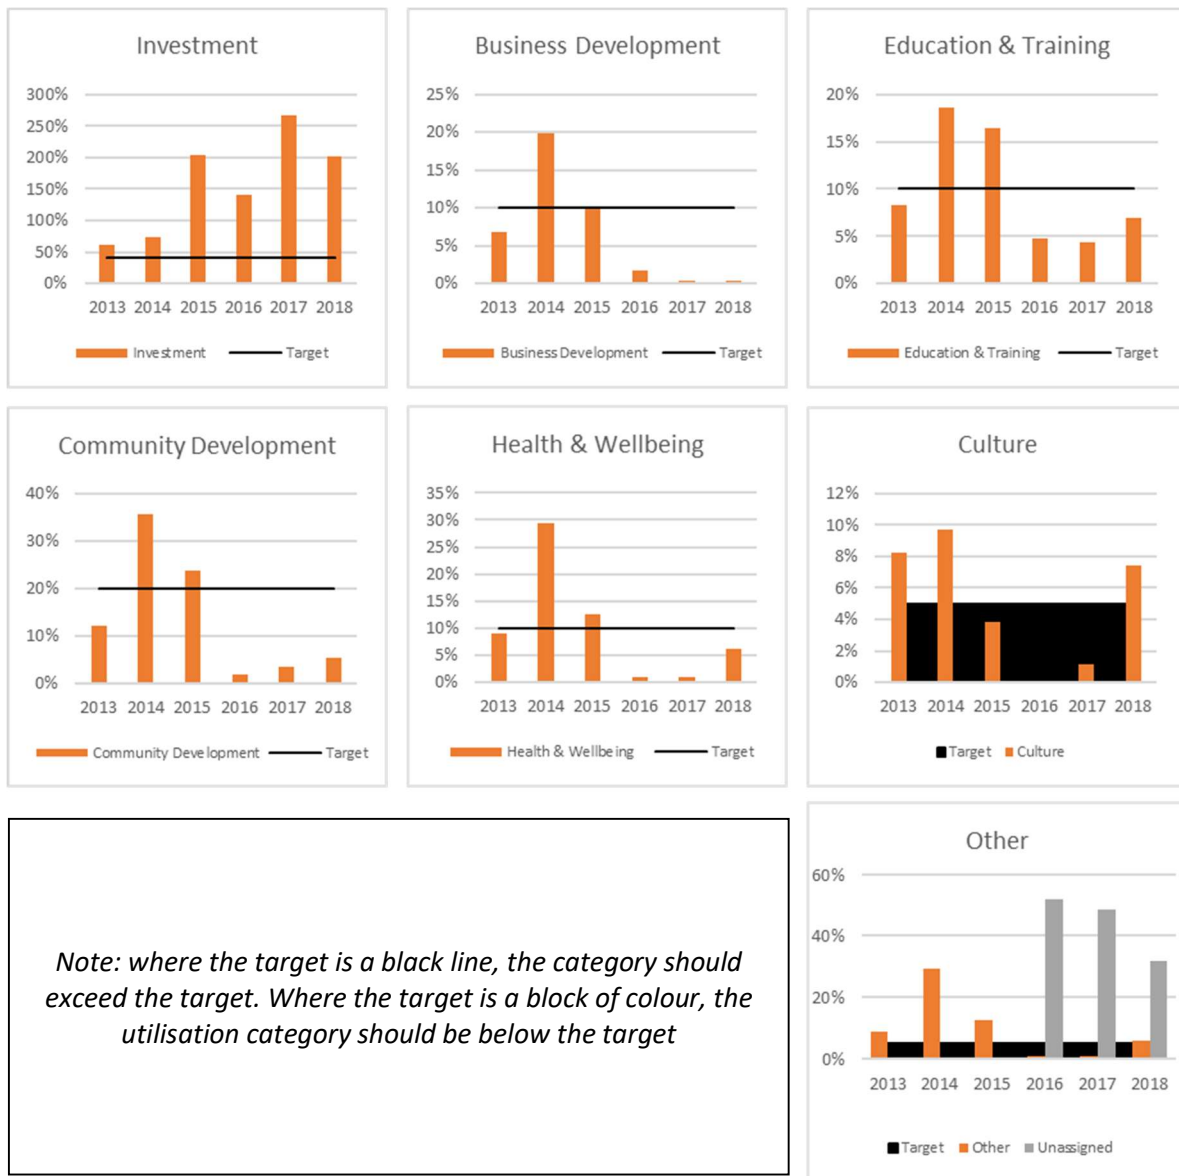 Investment
300%
250%
200%
150%
100%
50%
0%
2013 2014 2015 2016 2017 2018
Investment Target
Business Development
25%
20%
15%
10%
5%
0%
2013 2014 2015 2016 2017 2018
Business Development Target
Education & Training
20%
15%
10%
5%
0%
2013 2014 2015 2016 2017 2018
Education & Training Target
Community Development
40%
30%
20%
10%
0%
2013 2014 2015 2016 2017 2018
Community Development Target
Health & Wellbeing
35%
30%
25%
20%
15%
10%
5%
0%
2013 2014 2015 2016 2017 2018
Health & Wellbeing Target
Culture
12%
10%
8%
6%
4%
2%
0%
2013 2014 2015 2016 2017 2018
Target Culture
Note: where the target is a black line, the category should
exceed the target. Where the target is a block of colour, the
utilisation category should be below the target
Other
60%
40%
20%
0%
2013 2014 2015 2016 2017 2018
Target Other Unassigned